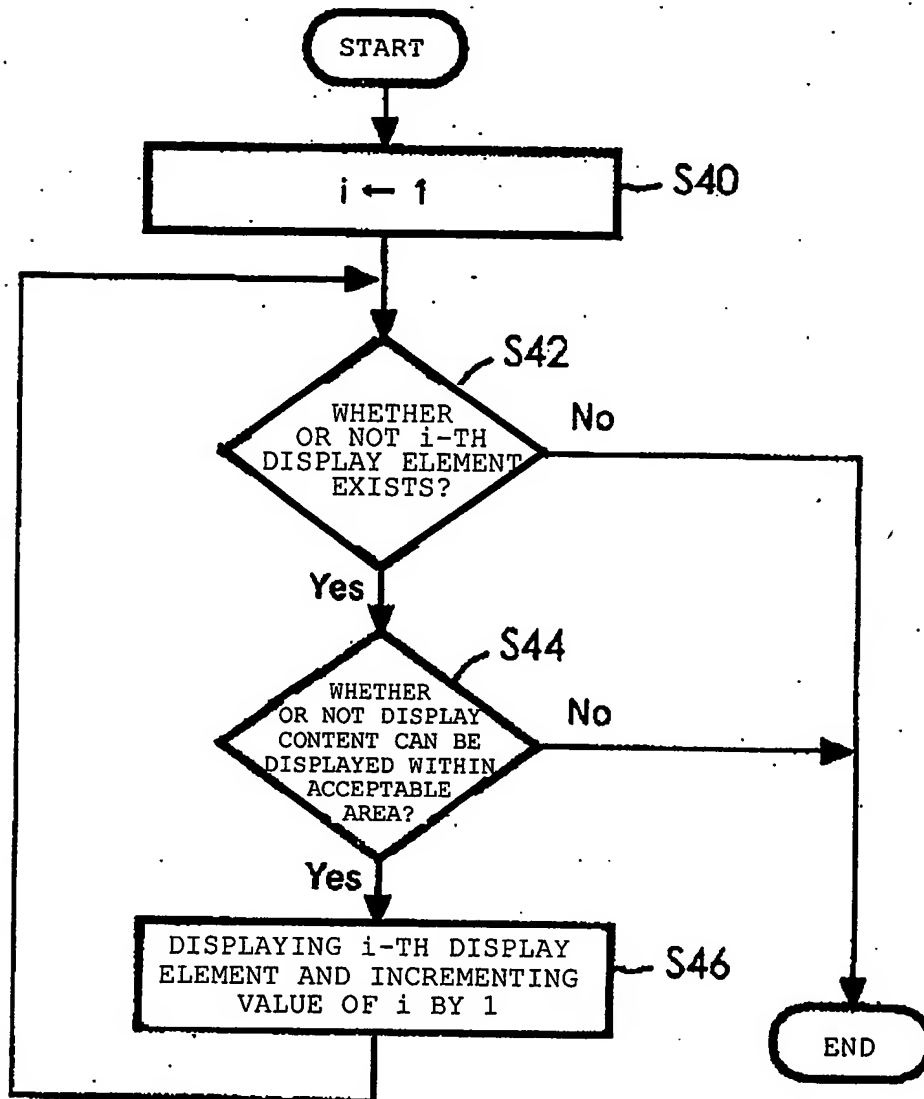 START
i ← 1
S40
S42
WHETHER
OR NOT i-TH
DISPLAY ELEMENT
EXISTS?
No
Yes
S44
WHETHER
OR NOT DISPLAY
CONTENT CAN BE
DISPLAYED WITHIN
ACCEPTABLE
AREA?
No
Yes
DISPLAYING i-TH DISPLAY
ELEMENT AND INCREMENTING
VALUE OF i BY 1
S46
END